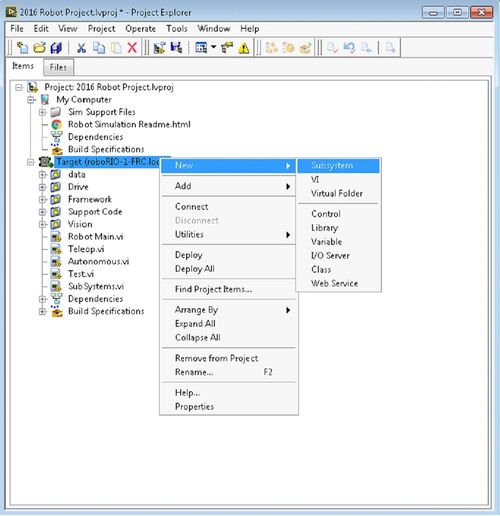 2016 Robot Project.lvproj * - Project Explorer
File Edit View Project Operate Tools Window Help
Items Files
Project: 2016 Robot Project.lvproj
My Computer
Sim Support Files
Robot Simulation Readme.html
Dependencies
Build Specifications
Target (roboRIO-1-FRC.loc
data
Drive
Framework
Support Code
Vision
Robot Main.vi
Teleop.vi
Autonomous.vi
Test.vi
SubSystems.vi
Dependencies
Build Specifications
New
Add
Connect
Disconnect
Utilities
Deploy
Deploy All
Find Project Items...
Arrange By
Expand All
Collapse All
Remove from Project
Rename... F2
Help...
Properties
Subsystem
VI
Virtual Folder
Control
Library
Variable
I/O Server
Class
Web Service